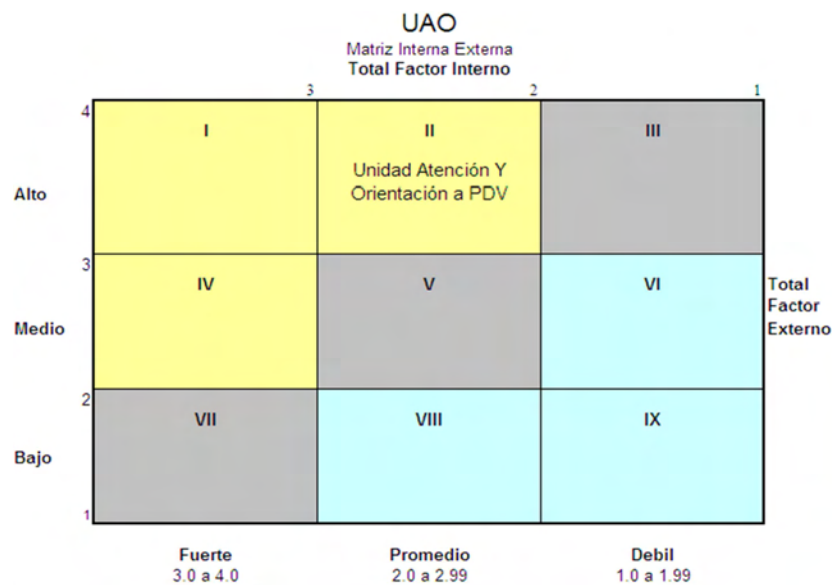 UAO
Matriz Interna Externa
Total Factor Interno
3 2 1
4
I II III
Unidad Atención Y
Orientación a PDV
Alto
3
IV V VI
Total
Factor
Externo
Medio
2
VII VIII IX
Bajo
1
Fuerte Promedio Debil
3.0 a 4.0 2.0 a 2.99 1.0 a 1.99